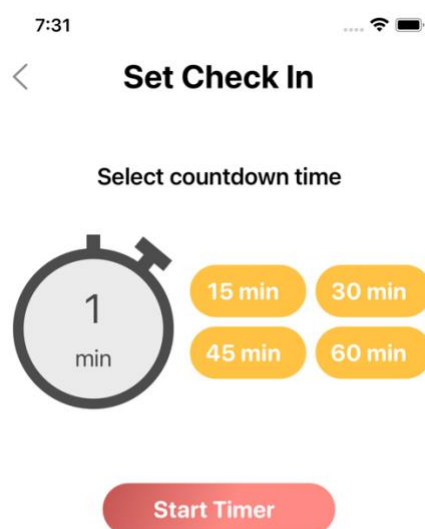 7:31
Set Check In
Select countdown time
1
min
15 min
30 min
45 min
60 min
Start Timer